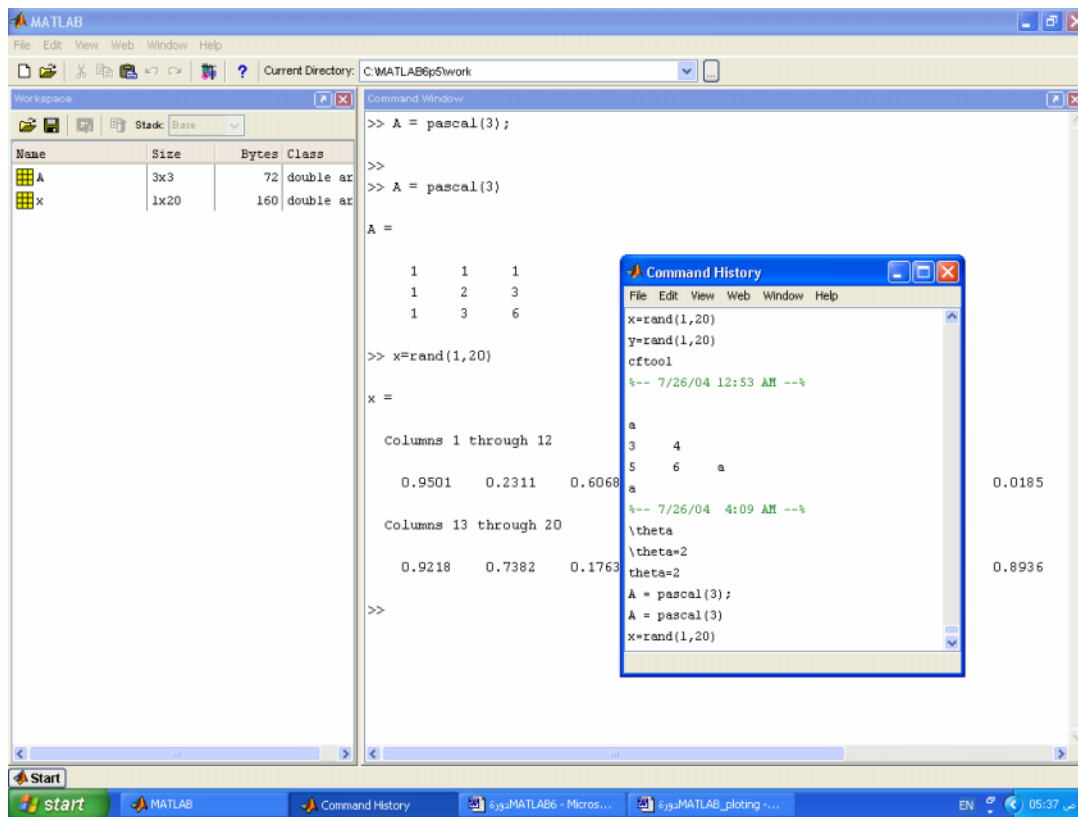 MATLAB
File Edit View Web Window Help
? Current Directory: C:\MATLAB6p5\work ...
Workspace
Stack: Base
Name Size Bytes Class
A 3x3 72 double ar
x 1x20 160 double ar
Command Window
>> A = pascal(3);
>>
>> A = pascal(3)
A =
1 1 1
1 2 3
1 3 6
>> x=rand(1,20)
x =
Columns 1 through 12
0.9501 0.2311 0.6068 0.0185
Columns 13 through 20
0.9218 0.7382 0.1763 0.8936
>>
Command History
File Edit View Web Window Help
x=rand(1,20)
y=rand(1,20)
cftool
%-- 7/26/04 12:53 AM --%
a
3 4
5 6 a
a
%-- 7/26/04 4:09 AM --%
\theta
\theta=2
theta=2
A = pascal(3);
A = pascal(3)
x=rand(1,20)
Start
start MATLAB Command History دورة MATLAB6 - Micros... دورة MATLAB_ploting -... EN 05:37 ص